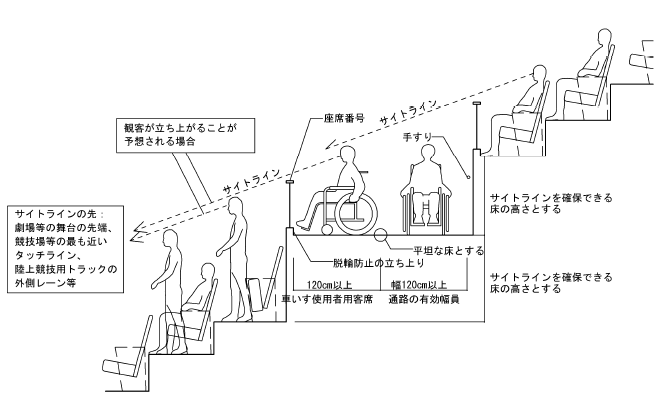 座席番号
サイトライン
手すり
観客が立ち上がることが
予想される場合
サイトライン
サイトラインの先：
劇場等の舞台の先端、
競技場等の最も近い
タッチライン、
陸上競技用トラックの
外側レーン等
サイトラインを確保できる
床の高さとする
平坦な床とする
脱輪防止の立ち上り
サイトラインを確保できる
床の高さとする
120cm以上
幅120cm以上
車いす使用者用客席
通路の有効幅員